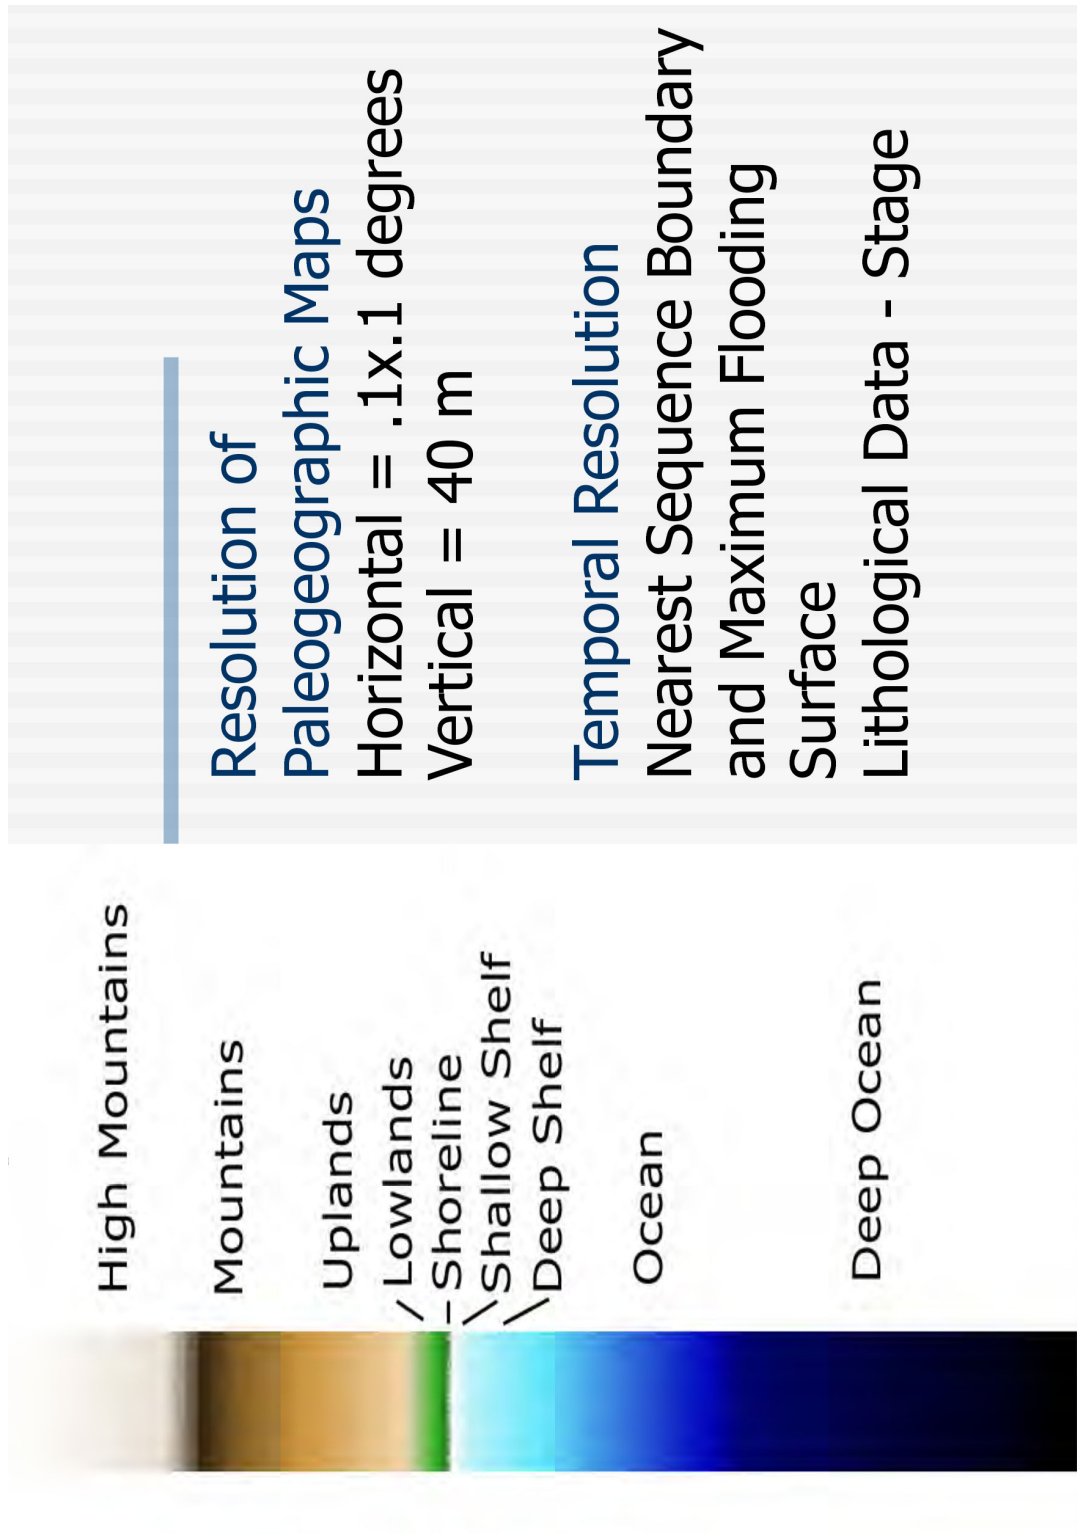 High Mountains
Mountains
Uplands
Lowlands
Shoreline
Shallow Shelf
Deep Shelf
Ocean
Deep Ocean
Resolution of
Paleogeographic Maps
Horizontal = .1x.1 degrees
Vertical = 40 m
Temporal Resolution
Nearest Sequence Boundary
and Maximum Flooding
Surface
Lithological Data - Stage